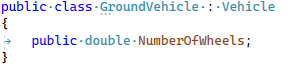 public class GroundVehicle : Vehicle
{
    public double NumberOfWheels;
}